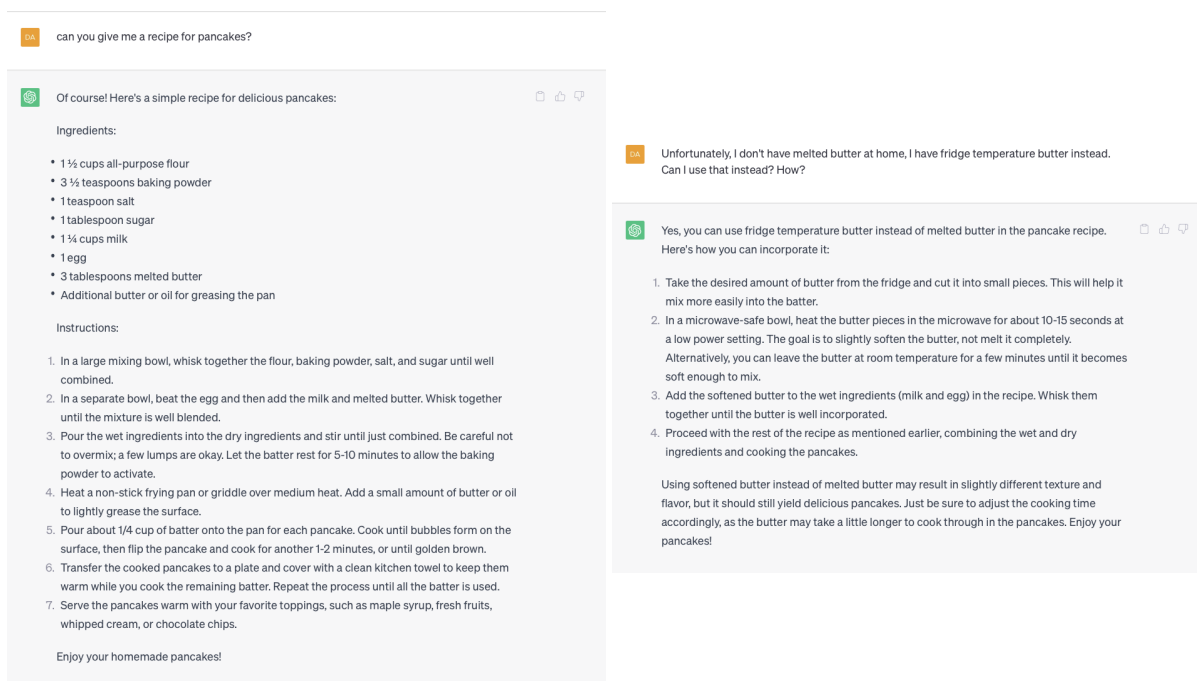 DA
can you give me a recipe for pancakes?
Of course! Here's a simple recipe for delicious pancakes:
Ingredients:
• 1 ½ cups all-purpose flour
• 3 ½ teaspoons baking powder
• 1 teaspoon salt
• 1 tablespoon sugar
• 1 ¼ cups milk
• 1 egg
• 3 tablespoons melted butter
• Additional butter or oil for greasing the pan
Instructions:
1. In a large mixing bowl, whisk together the flour, baking powder, salt, and sugar until well
combined.
2. In a separate bowl, beat the egg and then add the milk and melted butter. Whisk together
until the mixture is well blended.
3. Pour the wet ingredients into the dry ingredients and stir until just combined. Be careful not
to overmix; a few lumps are okay. Let the batter rest for 5-10 minutes to allow the baking
powder to activate.
4. Heat a non-stick frying pan or griddle over medium heat. Add a small amount of butter or oil
to lightly grease the surface.
5. Pour about 1/4 cup of batter onto the pan for each pancake. Cook until bubbles form on the
surface, then flip the pancake and cook for another 1-2 minutes, or until golden brown.
6. Transfer the cooked pancakes to a plate and cover with a clean kitchen towel to keep them
warm while you cook the remaining batter. Repeat the process until all the batter is used.
7. Serve the pancakes warm with your favorite toppings, such as maple syrup, fresh fruits,
whipped cream, or chocolate chips.
Enjoy your homemade pancakes!
DA
Unfortunately, I don't have melted butter at home, I have fridge temperature butter instead.
Can I use that instead? How?
Yes, you can use fridge temperature butter instead of melted butter in the pancake recipe.
Here's how you can incorporate it:
1. Take the desired amount of butter from the fridge and cut it into small pieces. This will help it
mix more easily into the batter.
2. In a microwave-safe bowl, heat the butter pieces in the microwave for about 10-15 seconds at
a low power setting. The goal is to slightly soften the butter, not melt it completely.
Alternatively, you can leave the butter at room temperature for a few minutes until it becomes
soft enough to mix.
3. Add the softened butter to the wet ingredients (milk and egg) in the recipe. Whisk them
together until the butter is well incorporated.
4. Proceed with the rest of the recipe as mentioned earlier, combining the wet and dry
ingredients and cooking the pancakes.
Using softened butter instead of melted butter may result in slightly different texture and
flavor, but it should still yield delicious pancakes. Just be sure to adjust the cooking time
accordingly, as the butter may take a little longer to cook through in the pancakes. Enjoy your
pancakes!